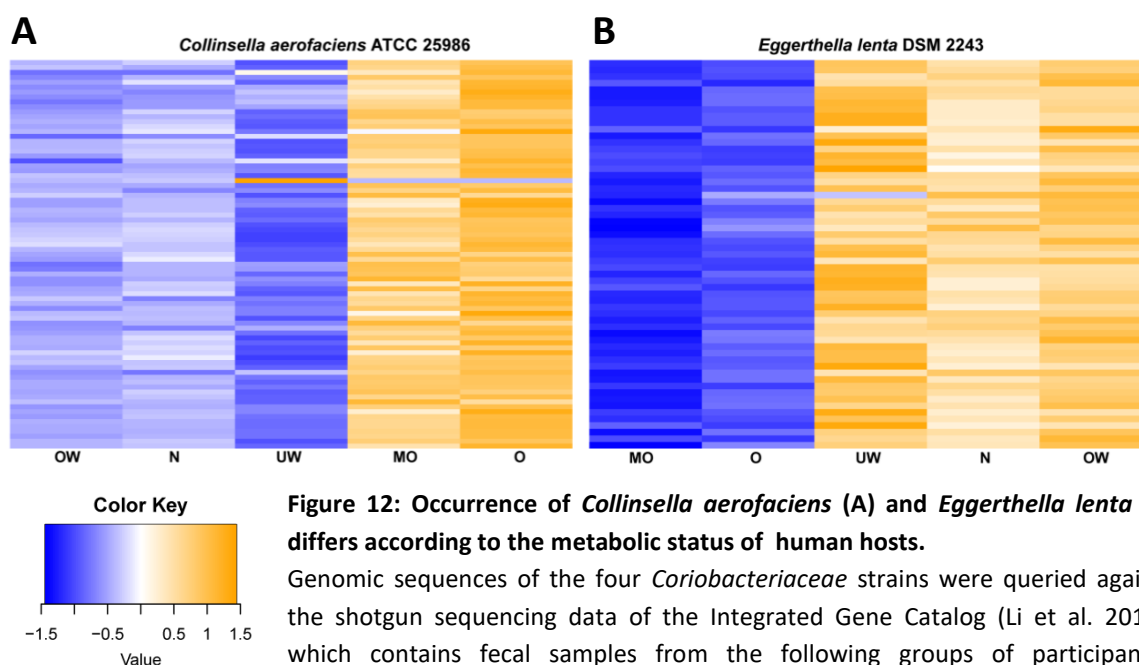 A
Collinsella aerofaciens ATCC 25986
OW N UW MO O
B
Eggerthella lenta DSM 2243
MO O UW N OW
Color Key
−1.5 −0.5 0.5 1 1.5
Value
Figure 12: Occurrence of Collinsella aerofaciens (A) and Eggerthella lenta
differs according to the metabolic status of human hosts.
Genomic sequences of the four Coriobacteriaceae strains were queried
the shotgun sequencing data of the Integrated Gene Catalog (Li et al.
which contains fecal samples from the following groups of